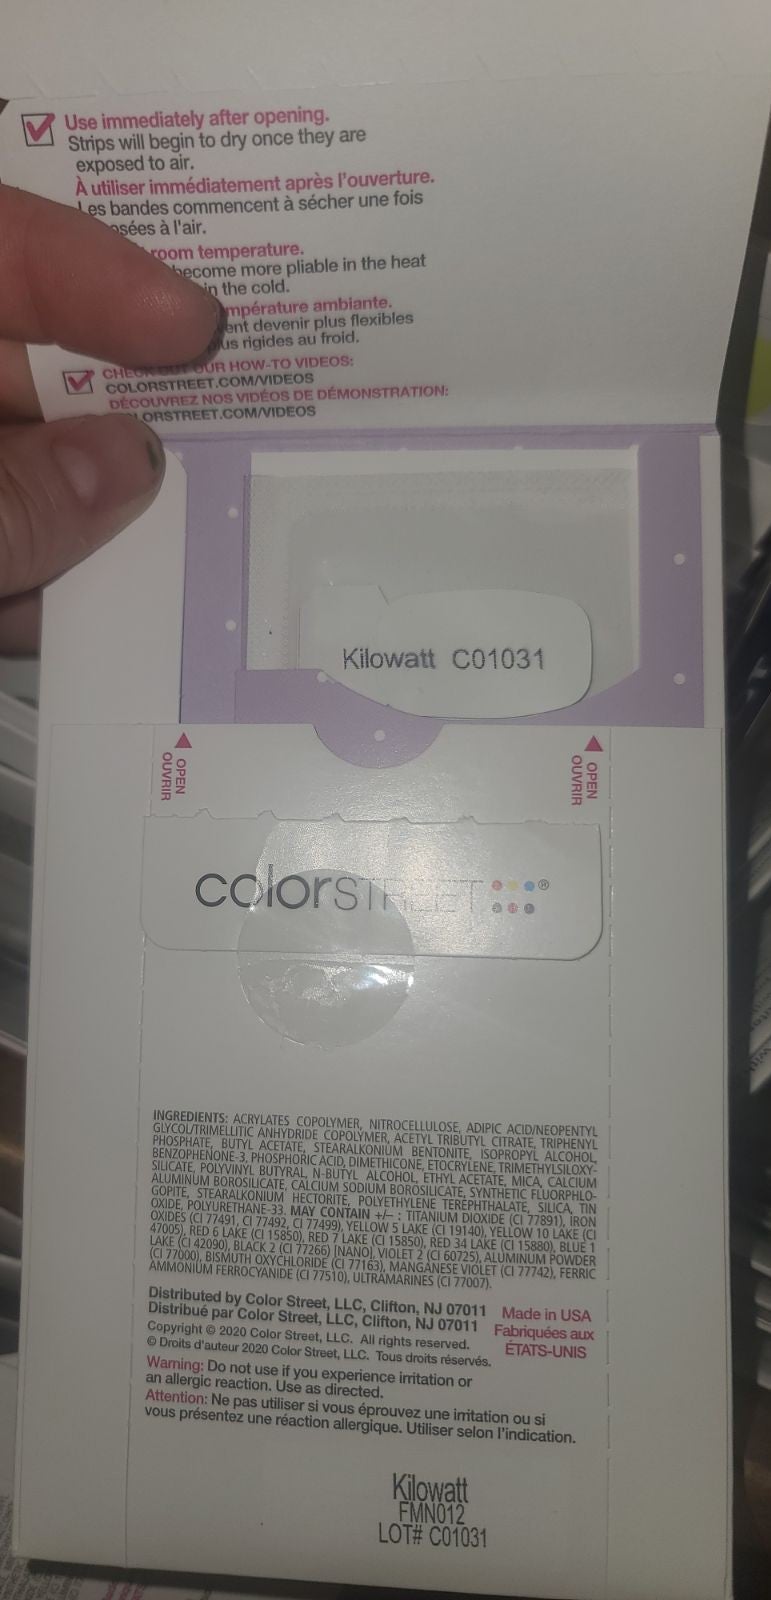 Use immediately after opening.
Strips will begin to dry once they are
exposed to air.
À utiliser immédiatement après l'ouverture.
Les bandes commencent à sécher une fois
osées à l'air.
room temperature.
become more pliable in the heat
in the cold.
mpérature ambiante.
ent devenir plus flexibles
plus rigides au froid.
CHECK OUT OUR HOW-TO VIDEOS:
COLORSTREET.COM/VIDEOS
DÉCOUVREZ NOS VIDÉOS DE DÉMONSTRATION:
COLORSTREET.COM/VIDEOS
Kilowatt C01031
OPEN
OUVRIR
OPEN
OUVRIR
colorSTREET®
INGREDIENTS: ACRYLATES COPOLYMER, NITROCELLULOSE, ADIPIC ACID/NEOPENTYL
GLYCOL/TRIMELLITIC ANHYDRIDE COPOLYMER, ACETYL TRIBUTYL CITRATE, TRIPHENYL
PHOSPHATE, BUTYL ACETATE, STEARALKONIUM BENTONITE, ISOPROPYL ALCOHOL,
BENZOPHENONE-3, PHOSPHORIC ACID, DIMETHICONE, ETOCRYLENE, TRIMETHYLSILOXY-
SILICATE, POLYVINYL BUTYRAL, N-BUTYL ALCOHOL, ETHYL ACETATE, MICA, CALCIUM
ALUMINUM BOROSILICATE, CALCIUM SODIUM BOROSILICATE, SYNTHETIC FLUORPHLO-
GOPITE, STEARALKONIUM HECTORITE, POLYETHYLENE TEREPHTHALATE, SILICA, TIN
OXIDE, POLYURETHANE-33. MAY CONTAIN +/– : TITANIUM DIOXIDE (CI 77891), IRON
OXIDES (CI 77491, CI 77492, CI 77499), YELLOW 5 LAKE (CI 19140), YELLOW 10 LAKE (CI
47005), RED 6 LAKE (CI 15850), RED 7 LAKE (CI 15850), RED 34 LAKE (CI 15880), BLUE 1
LAKE (CI 42090), BLACK 2 (CI 77266) [NANO], VIOLET 2 (CI 60725), ALUMINUM POWDER
(CI 77000), BISMUTH OXYCHLORIDE (CI 77163), MANGANESE VIOLET (CI 77742), FERRIC
AMMONIUM FERROCYANIDE (CI 77510), ULTRAMARINES (CI 77007).
Distributed by Color Street, LLC, Clifton, NJ 07011
Distribué par Color Street, LLC, Clifton, NJ 07011
Copyright © 2020 Color Street, LLC. All rights reserved.
© Droits d'auteur 2020 Color Street, LLC. Tous droits réservés.
Made in USA
Fabriquées aux
ÉTATS-UNIS
Warning: Do not use if you experience irritation or
an allergic reaction. Use as directed.
Attention: Ne pas utiliser si vous éprouvez une irritation ou si
vous présentez une réaction allergique. Utiliser selon l'indication.
Kilowatt
FMN012
LOT# C01031